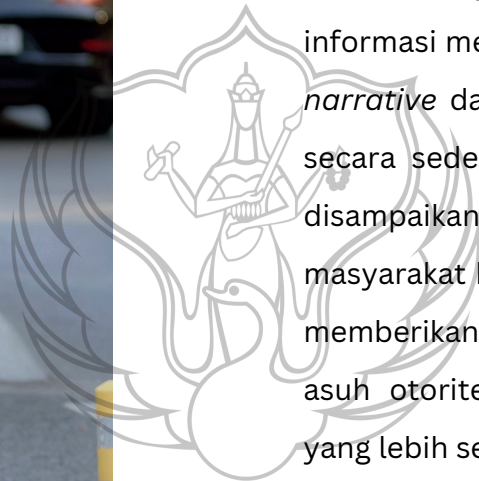 informasi me
narrative da
secara sede
disampaikan
masyarakat
memberikan
asuh otorite
yang lebih se